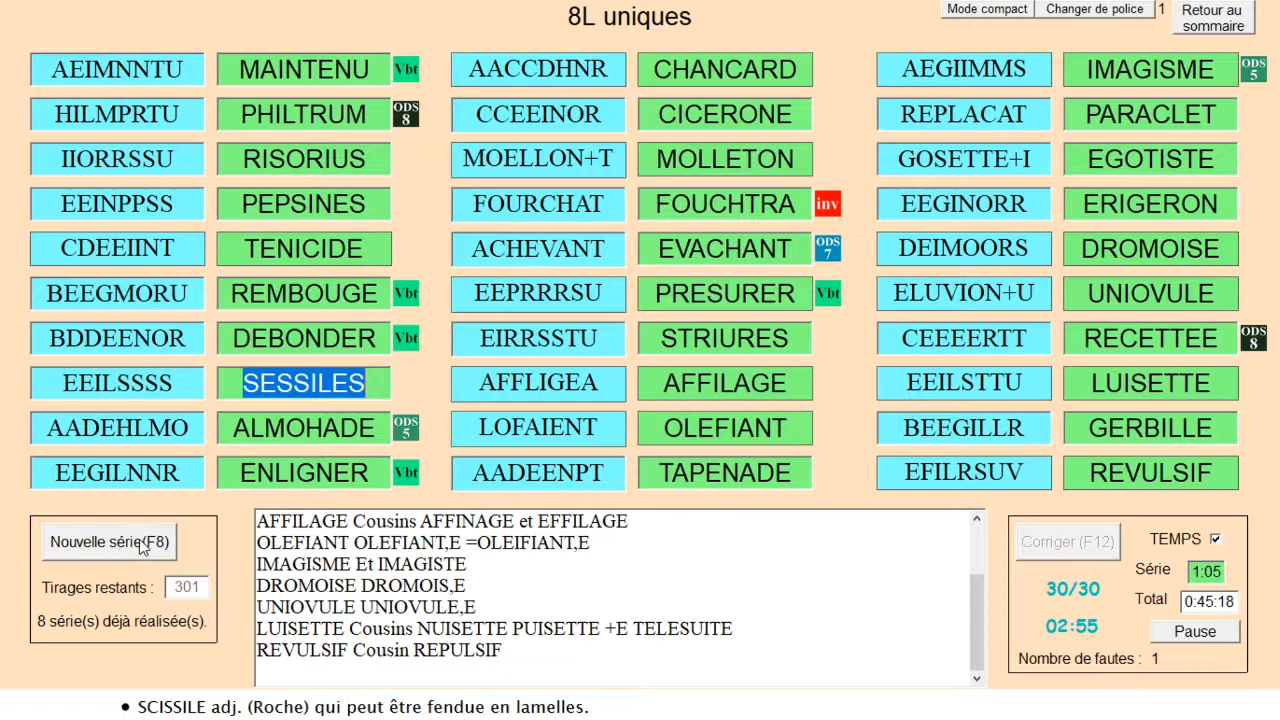 8L uniques
Mode compact
Changer de police
1
Retour au
sommaire
AEIMNNTU MAINTENU Vbt
HILMPRTU PHILTRUM ODS 8
IIORRSSU RISORIUS
EEINPPSS PEPSINES
CDEEIINT TENICIDE
BEEGMORU REMBOUGE Vbt
BDDEENOR DEBONDER Vbt
EEILSSSS SESSILES
AADEHLMO ALMOHADE ODS 5
EEGILNNR ENLIGNER Vbt
AACCDHNR CHANCARD
CCEEINOR CICERONE
MOELLON+T MOLLETON
FOURCHAT FOUCHTRA inv
ACHEVANT EVACHANT ODS 7
EEPRRRSU PRESURER Vbt
EIRRSSTU STRIURES
AFFLIGEA AFFILAGE
LOFAIENT OLEFIANT
AADEENPT TAPENADE
AEGIIMMS IMAGISME ODS 5
REPLACAT PARACLET
GOSETTE+I EGOTISTE
EEGINORR ERIGERON
DEIMOORS DROMOISE
ELUVION+U UNIOVULE
CEEEERTT RECETTEE ODS 8
EEILSTTU LUISETTE
BEEGILLR GERBILLE
EFILRSUV REVULSIF
Nouvelle série(F8)
Tirages restants : 301
8 série(s) déjà réalisée(s).
AFFILAGE Cousins AFFINAGE et EFFILAGE
OLEFIANT OLEFIANT,E =OLEIFIANT,E
IMAGISME Et IMAGISTE
DROMOISE DROMOIS,E
UNIOVULE UNIOVULE,E
LUISETTE Cousins NUISETTE PUISETTE +E TELESUITE
REVULSIF Cousin REPULSIF
Corriger (F12)
30/30
02:55
TEMPS
Série 1:05
Total 0:45:18
Pause
Nombre de fautes : 1
• SCISSILE adj. (Roche) qui peut être fendue en lamelles.